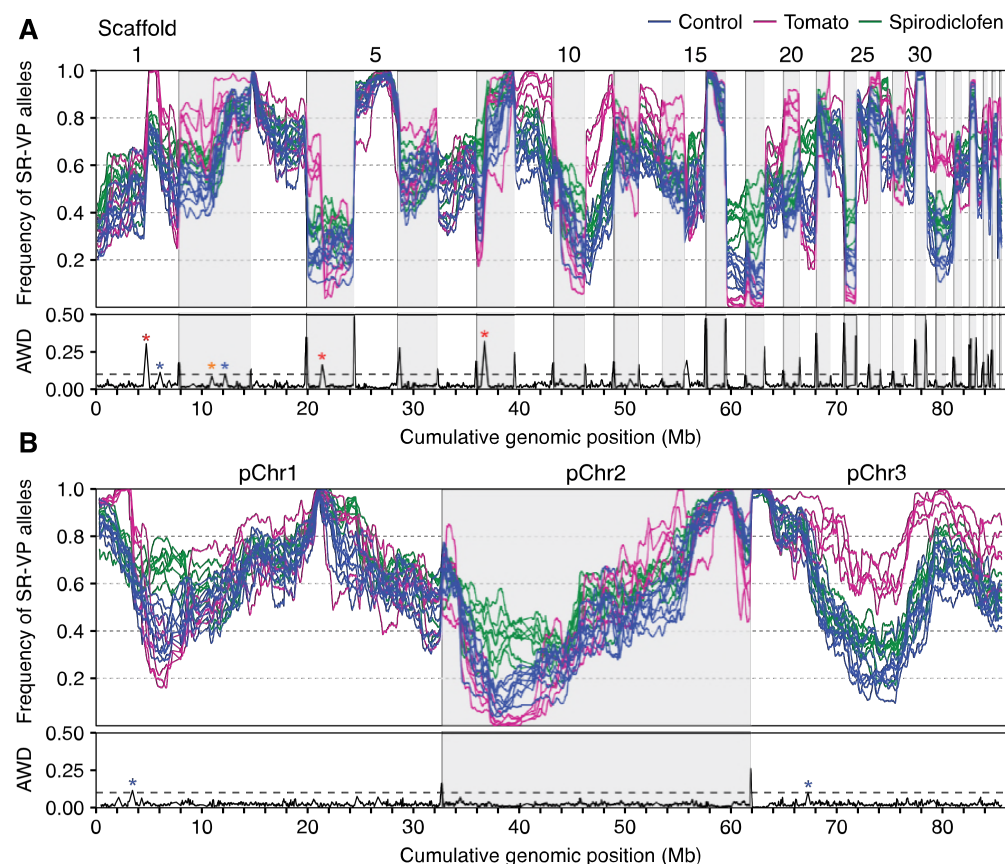 A
Scaffold
Control Tomato Spirodiclofen
1 5 10 15 20 25 30
Frequency of SR-VP alleles
1.0
0.8
0.6
0.4
0.2
AWD
0.50
0.25
0.00
* * * * * *
0 10 20 30 40 50 60 70 80
Cumulative genomic position (Mb)
B
pChr1 pChr2 pChr3
Frequency of SR-VP alleles
1.0
0.8
0.6
0.4
0.2
AWD
0.50
0.25
0.00
* *
0 10 20 30 40 50 60 70 80
Cumulative genomic position (Mb)